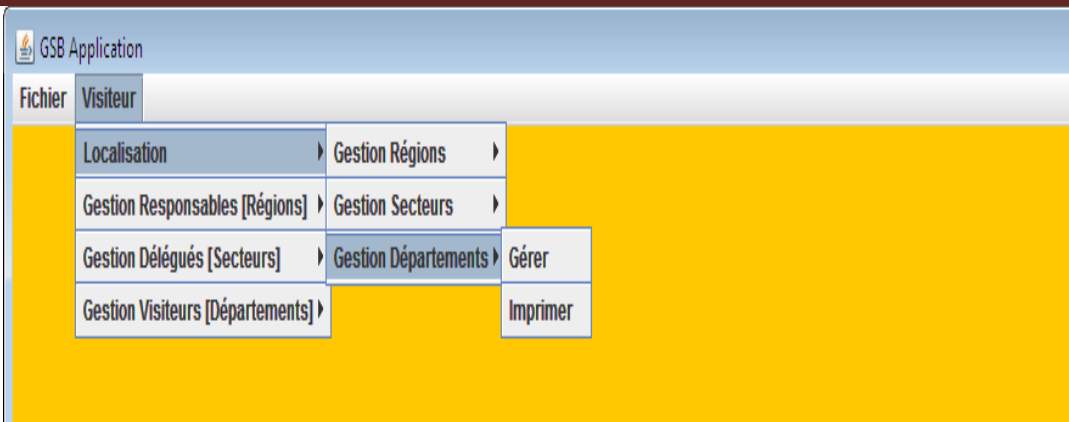 GSB Application
Fichier Visiteur
Localisation Gestion Régions
Gestion Responsables [Régions] Gestion Secteurs
Gestion Délégués [Secteurs] Gestion Départements Gérer
Gestion Visiteurs [Départements] Imprimer